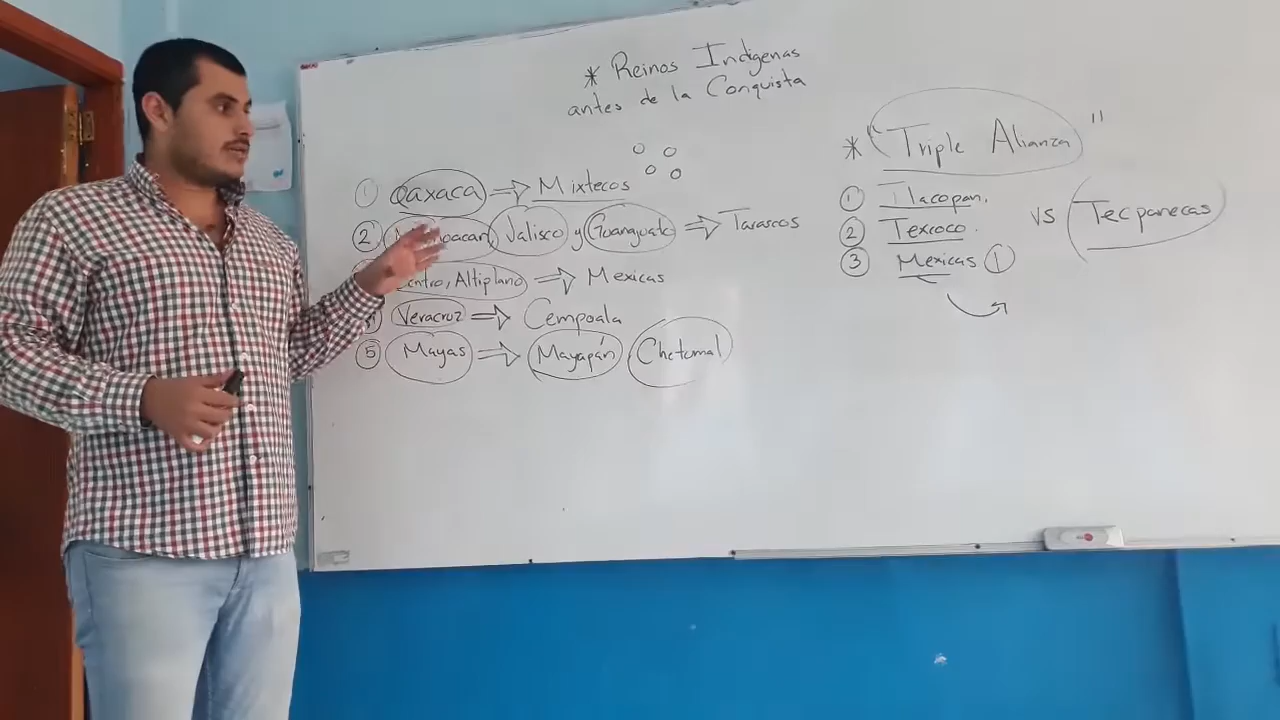 * Reinos Indígenas
antes de la Conquista
① Oaxaca ⇒ Mixtecos
② Jalisco y Guanajuato ⇒ Tarascos
Altiplano ⇒ Mexicas
Veracruz ⇒ Cempoala
⑤ Mayas ⇒ Mayapán Chetumal
* "Triple Alianza"
① Tlacopan.
② Texcoco.
③ Mexicas ①
vs Tecpanecas